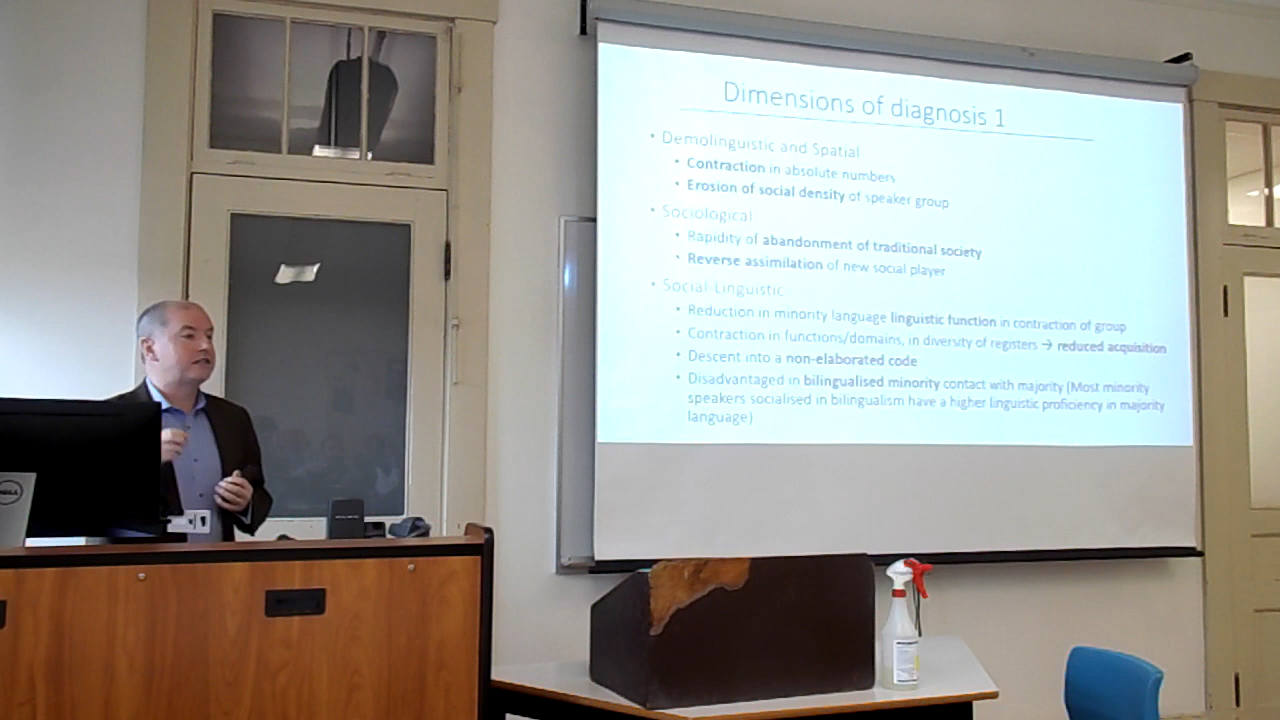 Dimensions of diagnosis 1
• Demolinguistic and Spatial
• Contraction in absolute numbers
• Erosion of social density of speaker group
• Sociological
• Rapidity of abandonment of traditional society
• Reverse assimilation of new social player
• Social Linguistic
• Reduction in minority language linguistic function in contraction of group
• Contraction in functions/domains, in diversity of registers → reduced acquisition
• Descent into a non-elaborated code
• Disadvantaged in bilingualised minority contact with majority (Most minority
speakers socialised in bilingualism have a higher linguistic proficiency in majority
language)
DELL